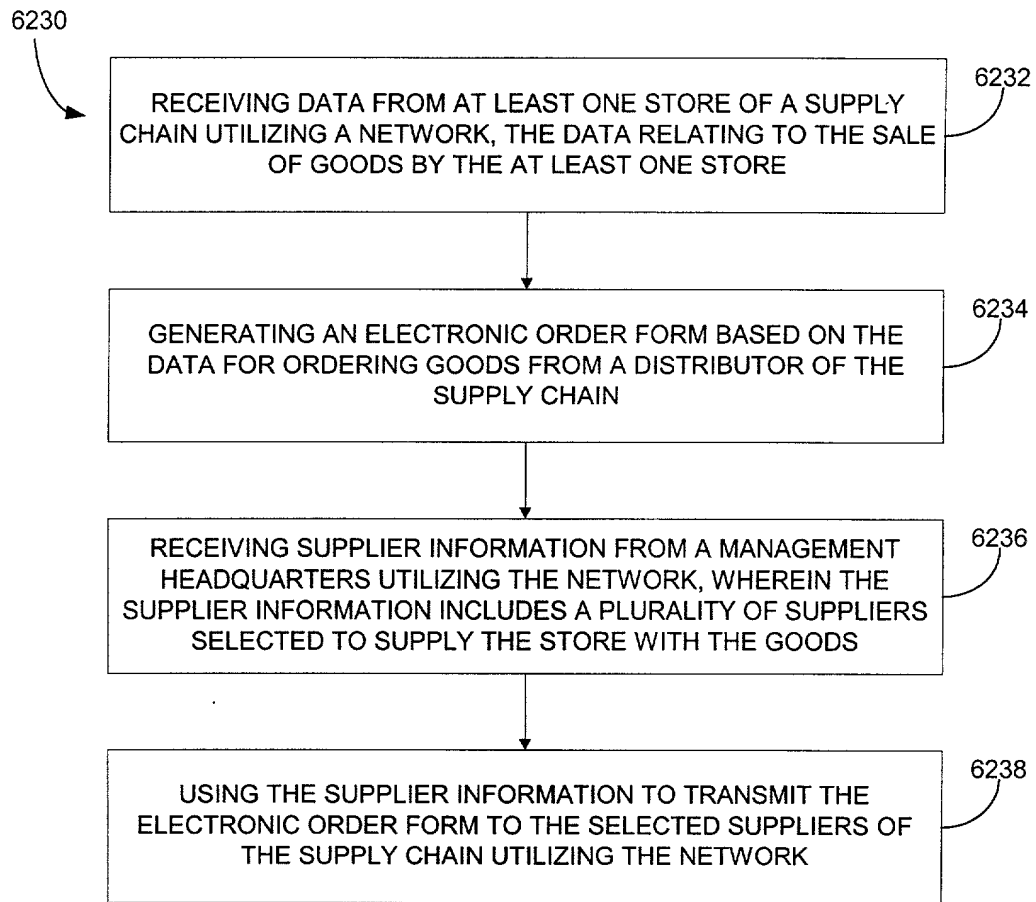 6230
6232
RECEIVING DATA FROM AT LEAST ONE STORE OF A SUPPLY
CHAIN UTILIZING A NETWORK, THE DATA RELATING TO THE SALE
OF GOODS BY THE AT LEAST ONE STORE
6234
GENERATING AN ELECTRONIC ORDER FORM BASED ON THE
DATA FOR ORDERING GOODS FROM A DISTRIBUTOR OF THE
SUPPLY CHAIN
6236
RECEIVING SUPPLIER INFORMATION FROM A MANAGEMENT
HEADQUARTERS UTILIZING THE NETWORK, WHEREIN THE
SUPPLIER INFORMATION INCLUDES A PLURALITY OF SUPPLIERS
SELECTED TO SUPPLY THE STORE WITH THE GOODS
6238
USING THE SUPPLIER INFORMATION TO TRANSMIT THE
ELECTRONIC ORDER FORM TO THE SELECTED SUPPLIERS OF
THE SUPPLY CHAIN UTILIZING THE NETWORK